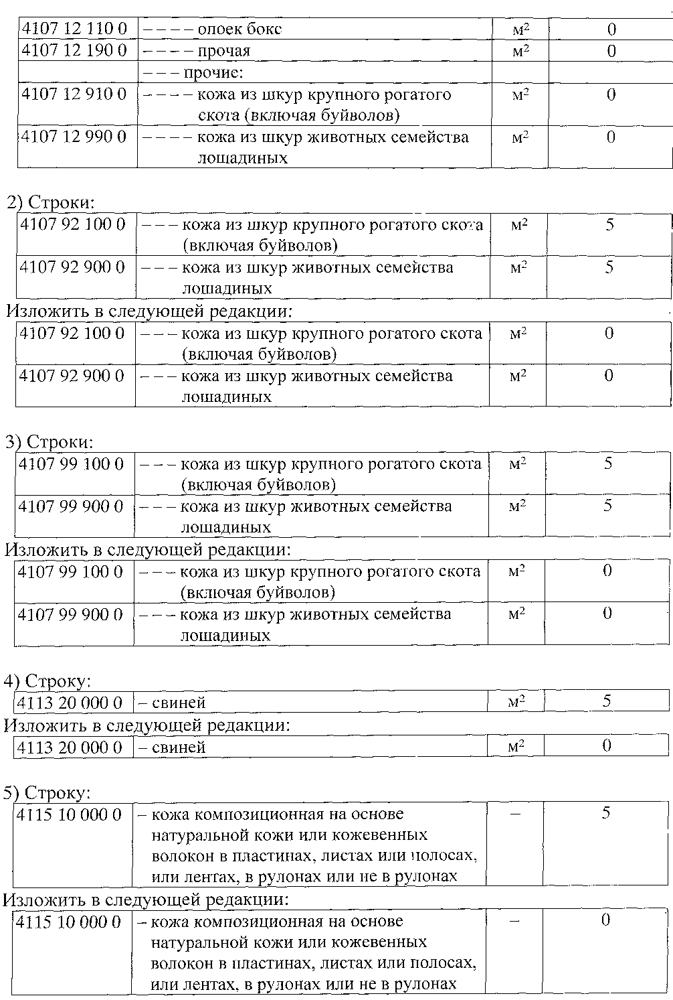 4107 12 110 0 – – – – опоек бокс м² 0
4107 12 190 0 – – – – прочая м² 0
– – – прочие:
4107 12 910 0 – – – – кожа из шкур крупного рогатого м² 0
скота (включая буйволов)
4107 12 990 0 – – – – кожа из шкур животных семейства м² 0
лошадиных
2) Строки:
4107 92 100 0 – – – кожа из шкур крупного рогатого скота м² 5
(включая буйволов)
4107 92 900 0 – – – кожа из шкур животных семейства м² 5
лошадиных
Изложить в следующей редакции:
4107 92 100 0 – – – кожа из шкур крупного рогатого скота м² 0
(включая буйволов)
4107 92 900 0 – – – кожа из шкур животных семейства м² 0
лошадиных
3) Строки:
4107 99 100 0 – – – кожа из шкур крупного рогатого скота м² 5
(включая буйволов)
4107 99 900 0 – – – кожа из шкур животных семейства м² 5
лошадиных
Изложить в следующей редакции:
4107 99 100 0 – – – кожа из шкур крупного рогатого скота м² 0
(включая буйволов)
4107 99 900 0 – – – кожа из шкур животных семейства м² 0
лошадиных
4) Строку:
4113 20 000 0 – свиней м² 5
Изложить в следующей редакции:
4113 20 000 0 – свиней м² 0
5) Строку:
4115 10 000 0 – кожа композиционная на основе – 5
натуральной кожи или кожевенных
волокон в пластинах, листах или полосах,
или лентах, в рулонах или не в рулонах
Изложить в следующей редакции:
4115 10 000 0 – кожа композиционная на основе – 0
натуральной кожи или кожевенных
волокон в пластинах, листах или полосах,
или лентах, в рулонах или не в рулонах